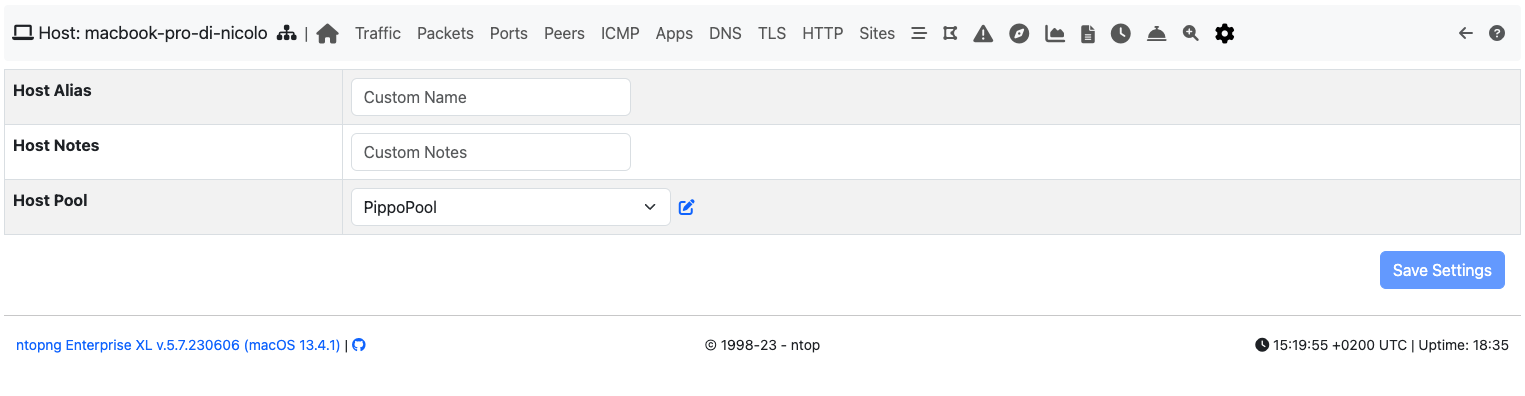 Host: macbook-pro-di-nicolo | Traffic Packets Ports Peers ICMP Apps DNS TLS HTTP Sites
Host Alias Custom Name
Host Notes Custom Notes
Host Pool PippoPool
Save Settings
ntopng Enterprise XL v.5.7.230606 (macOS 13.4.1) | © 1998-23 - ntop 15:19:55 +0200 UTC | Uptime: 18:35